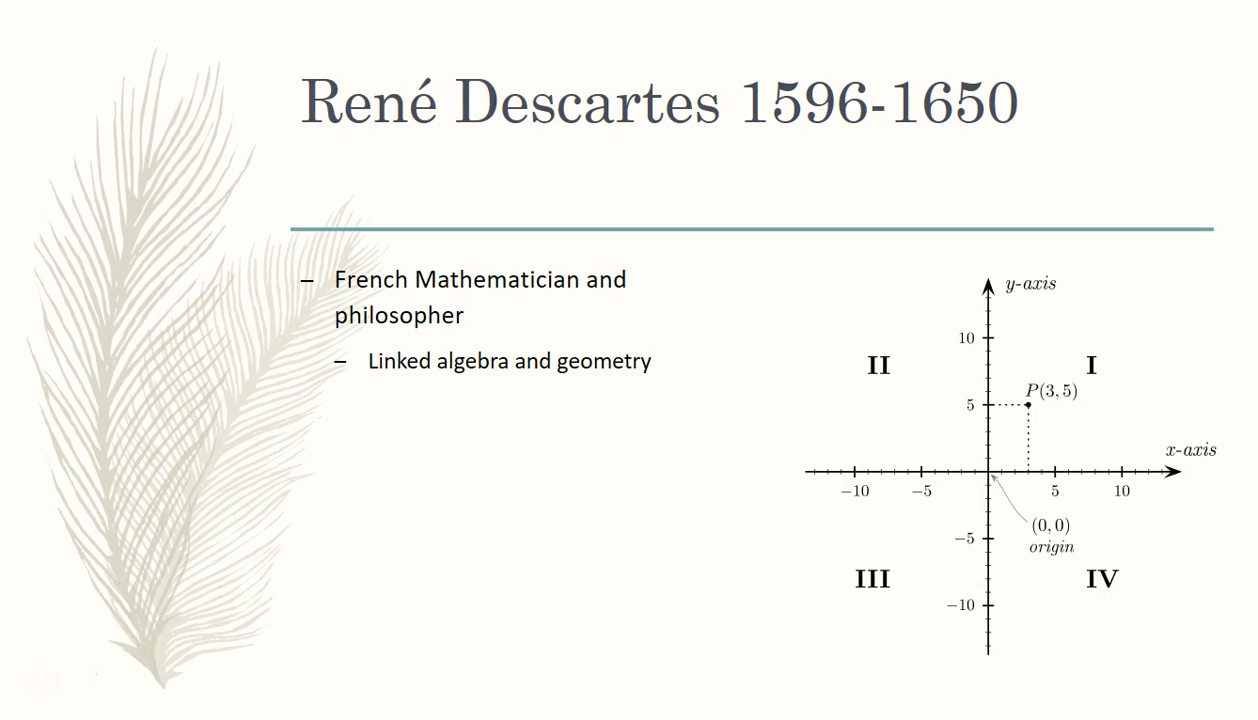 René Descartes 1596-1650
– French Mathematician and
philosopher
– Linked algebra and geometry
y-axis
10
II
I
P(3, 5)
5
x-axis
−10
−5
5
10
(0, 0)
−5
origin
III
IV
−10